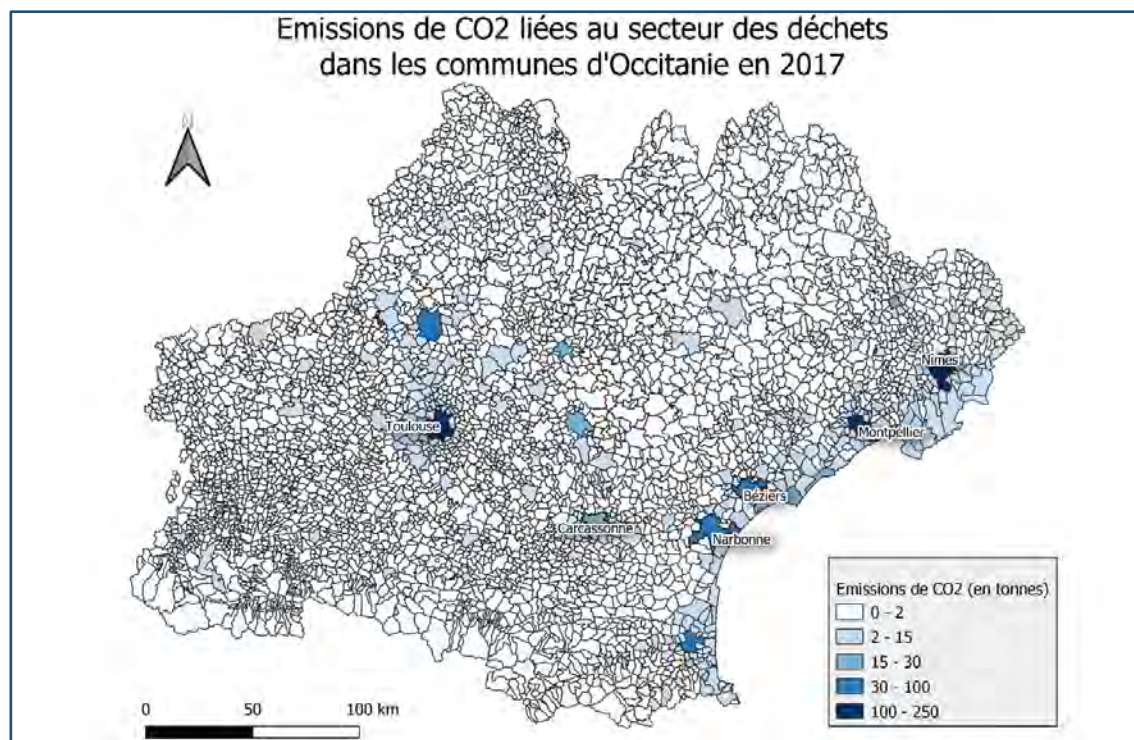 Emissions de CO2 liées au secteur des déchets
dans les communes d'Occitanie en 2017
N
Nîmes
Toulouse
Montpellier
Béziers
Carcassonne
Narbonne
Emissions de CO2 (en tonnes)
0 - 2
2 - 15
15 - 30
30 - 100
100 - 250
0 50 100 km